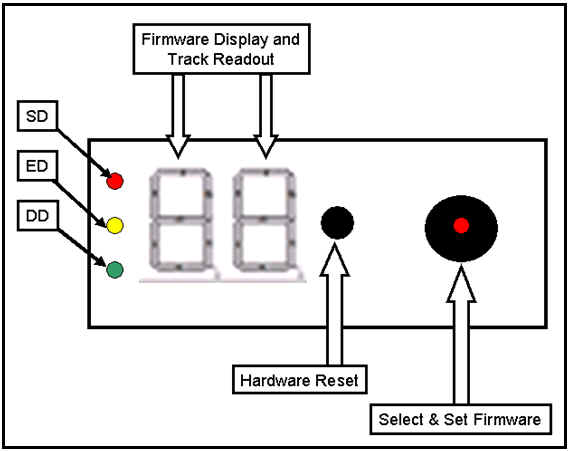 Firmware Display and
Track Readout
SD
ED
DD
Hardware Reset
Select & Set Firmware